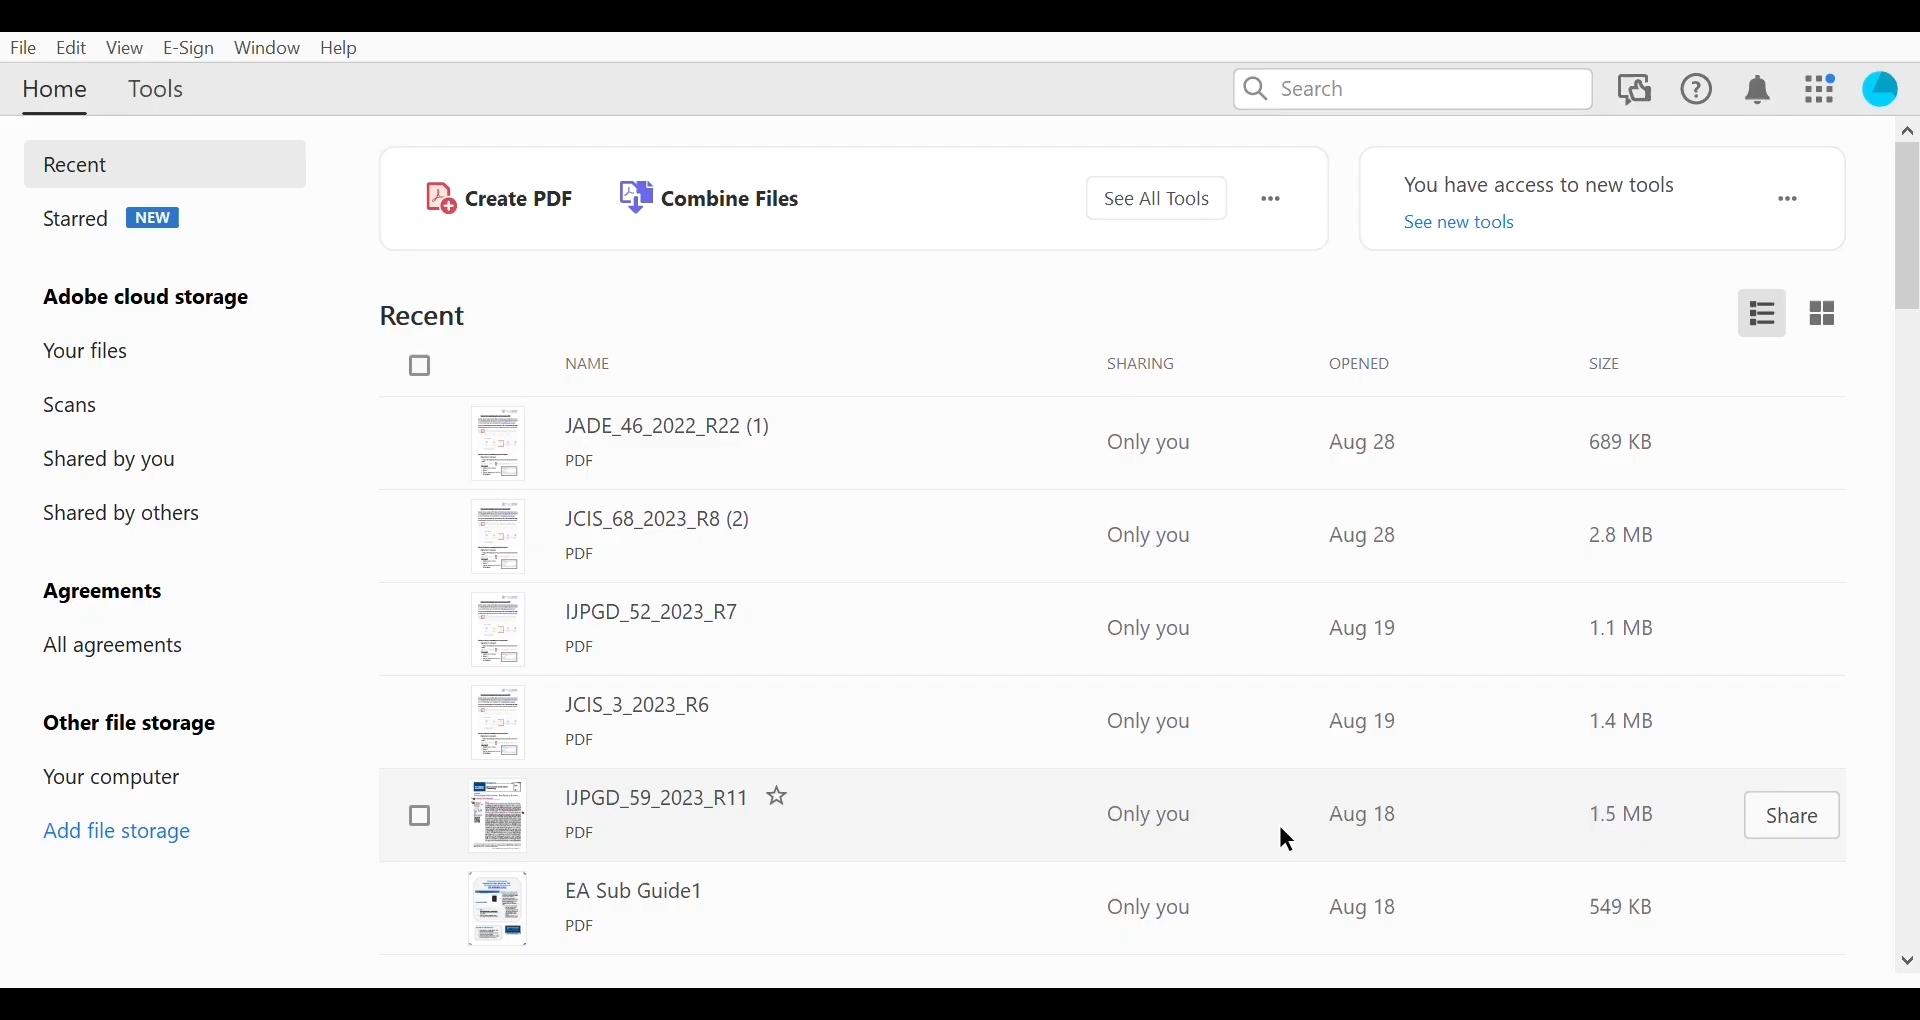 File Edit View E-Sign Window Help
Home Tools Search
Recent
Starred NEW
Adobe cloud storage
Your files
Scans
Shared by you
Shared by others
Agreements
All agreements
Other file storage
Your computer
Add file storage
Create PDF Combine Files See All Tools
You have access to new tools
See new tools
Recent
NAME SHARING OPENED SIZE
JADE_46_2022_R22 (1)
PDF
Only you Aug 28 689 KB
JCIS_68_2023_R8 (2)
PDF
Only you Aug 28 2.8 MB
IJPGD_52_2023_R7
PDF
Only you Aug 19 1.1 MB
JCIS_3_2023_R6
PDF
Only you Aug 19 1.4 MB
IJPGD_59_2023_R11
PDF
Only you Aug 18 1.5 MB Share
EA Sub Guide1
PDF
Only you Aug 18 549 KB